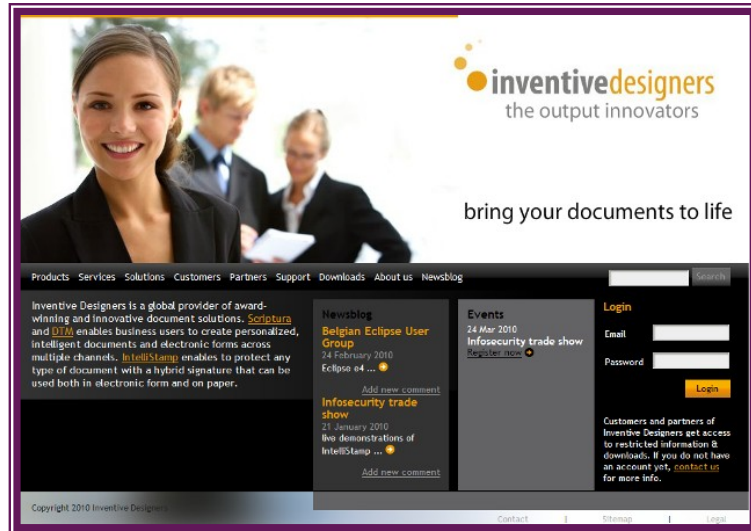 inventivedesigners
the output innovators
bring your documents to life
Products Services Solutions Customers Partners Support Downloads About us Newsblog
Search
Inventive Designers is a global provider of award-
winning and innovative document solutions. Scriptura
and DTM enables business users to create personalized,
intelligent documents and electronic forms across
multiple channels. IntelliStamp enables to protect any
type of document with a hybrid signature that can be
used both in electronic form and on paper.
Newsblog
Belgian Eclipse User
Group
24 February 2010
Eclipse e4 ...
Add new comment
Infosecurity trade
show
21 January 2010
live demonstrations of
IntelliStamp ...
Add new comment
Events
24 Mar 2010
Infosecurity trade show
Register now
Login
Email
Password
Login
Customers and partners of
Inventive Designers get access
to restricted information &
downloads. If you do not have
an account yet, contact us
for more info.
Copyright 2010 Inventive Designers
Contact | Sitemap | Legal